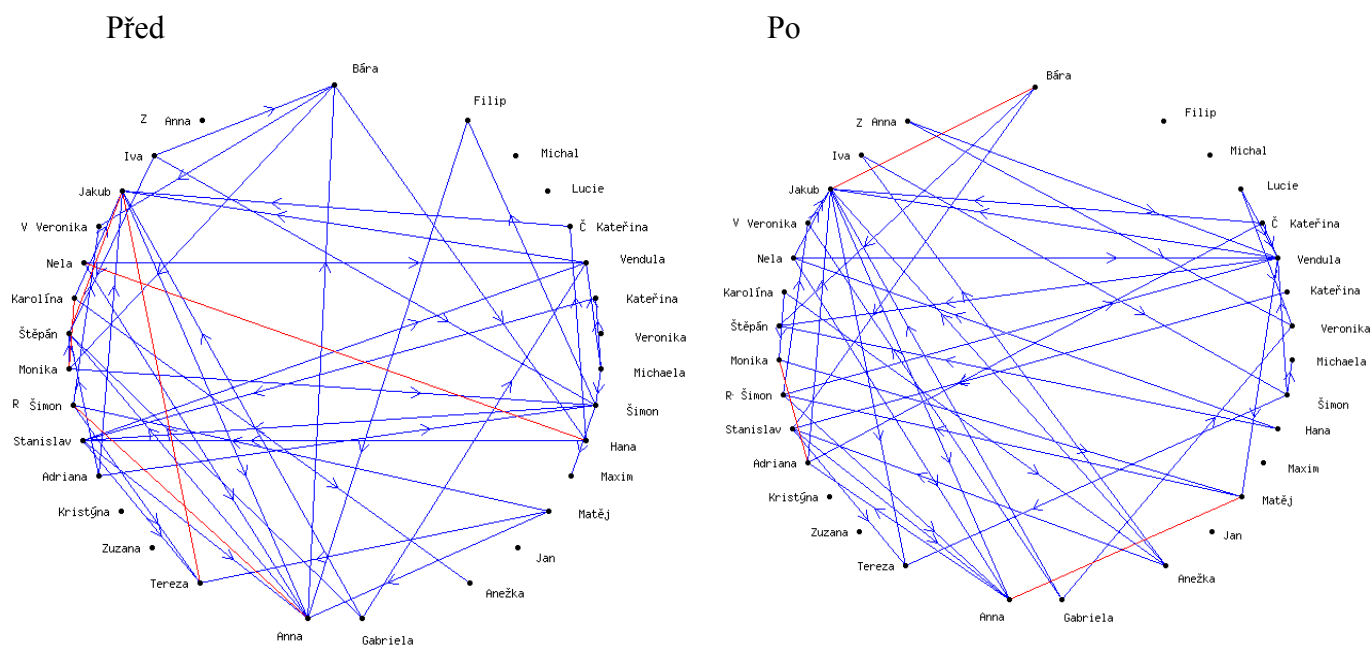 Před
Bára
Filip
Z Anna
Michal
Iva
Lucie
Jakub
V Veronika
Č Kateřina
Nela
Vendula
Karolína
Kateřina
Štěpán
Veronika
Monika
Michaela
R Šimon
Šimon
Stanislav
Hana
Adriana
Maxim
Kristýna
Matěj
Zuzana
Jan
Tereza
Anežka
Anna
Gabriela
Po
Bára
Filip
Z Anna
Michal
Iva
Lucie
Jakub
V Veronika
Č Kateřina
Nela
Vendula
Karolína
Kateřina
Štěpán
Veronika
Monika
Michaela
R Šimon
Šimon
Stanislav
Hana
Adriana
Maxim
Kristýna
Matěj
Zuzana
Jan
Tereza
Anežka
Anna
Gabriela